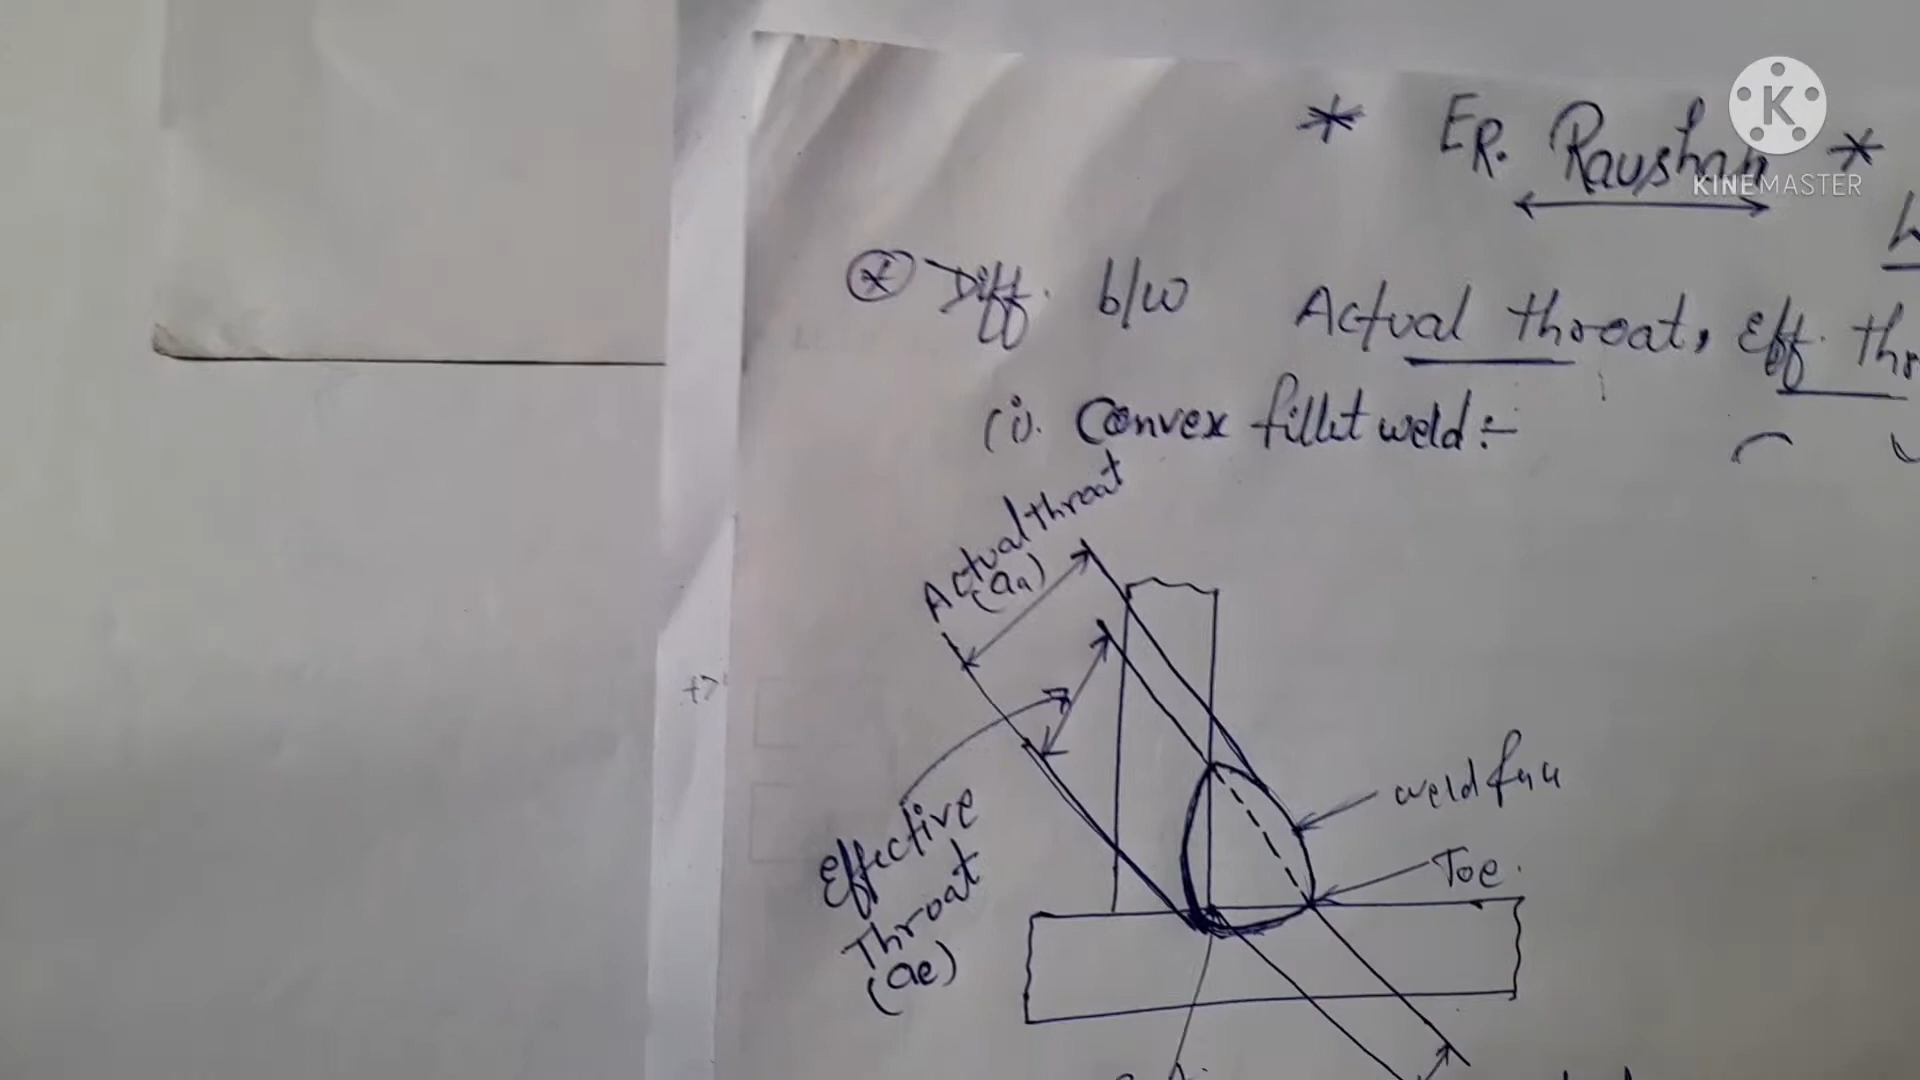 * ER. Raushan *
K
KINEMASTER
Diff. b/w Actual throat, Eff. thr
(i). Convex fillet weld :-
Actual throat
(aa)
Effective
Throat
(ae)
weld
Toe.